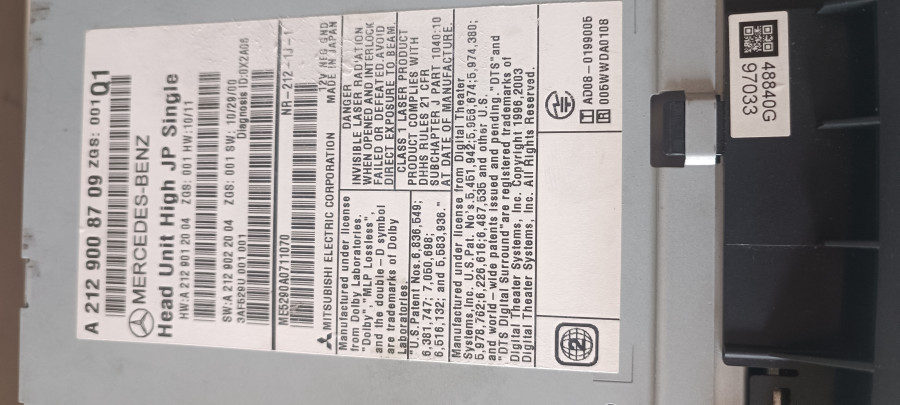 A 212 900 87 09 ZGS: 001 Q1
MERCEDES-BENZ
Head Unit High JP Single
HW:A 212 901 20 04 ZGS: 001 HW:10/11
SW:A 212 902 20 04 ZGS: 001 SW: 10/29/00
3AF529U 001 001 Diagnosis ID:0X2A06
ME5290A0711070 NR-212-1J-1
12V NEG GND
MITSUBISHI ELECTRIC CORPORATION MADE IN JAPAN
Manufactured under license
from Dolby Laboratories.
"Dolby","MLP Lossless",
and the double-D symbol
are trademarks of Dolby
Laboratories.
"U.S.Patent Nos.6,836,549;
6,381,747; 7,050,698;
6,516,132; and 5,583,936."
DANGER
INVISIBLE LASER RADIATION
WHEN OPENED AND INTERLOCK
FAILED OR DEFEATED.AVOID
DIRECT EXPOSURE TO BEAM.
CLASS 1 LASER PRODUCT
PRODUCT COMPLIES WITH
DHHS RULES 21 CFR
SUBCHAPTER J PART 1040:10
AT DATE OF MANUFACTURE.
Manufactured under license from Digital Theater
Systems,Inc. U.S.Pat. No's.5,451,942;5,956,674;5,974,380;
5,978,762;6,226,616;6,487,535 and other U.S.
and world-wide patents issued and pending."DTS"and
"DTS Digital Surround"are registered trademarks of
Digital Theater Systems, Inc. Copyright 1996,2003
Digital Theater Systems, Inc. All Rights Reserved.
2
T AD08-0199005
R 005WWDA0108
48840G
97033